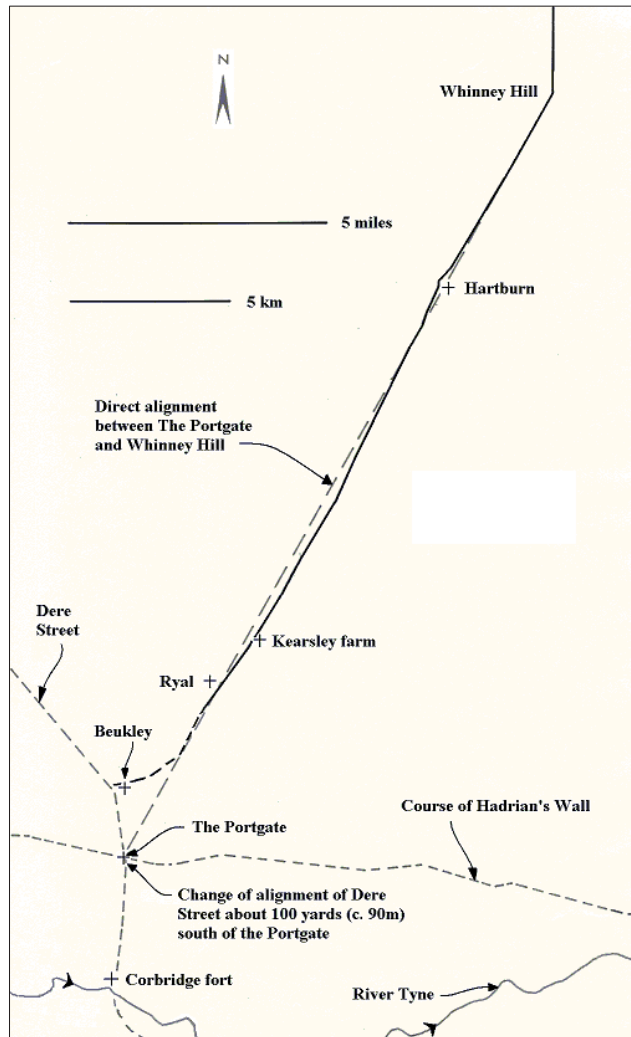 Whinney Hill
N
5 miles
Hartburn
5 km
Direct alignment
between The Portgate
and Whinney Hill
Dere
Street
Kearsley farm
Ryal
Beukley
Course of Hadrian's Wall
The Portgate
Change of alignment of Dere
Street about 100 yards (c. 90m)
south of the Portgate
Corbridge fort
River Tyne